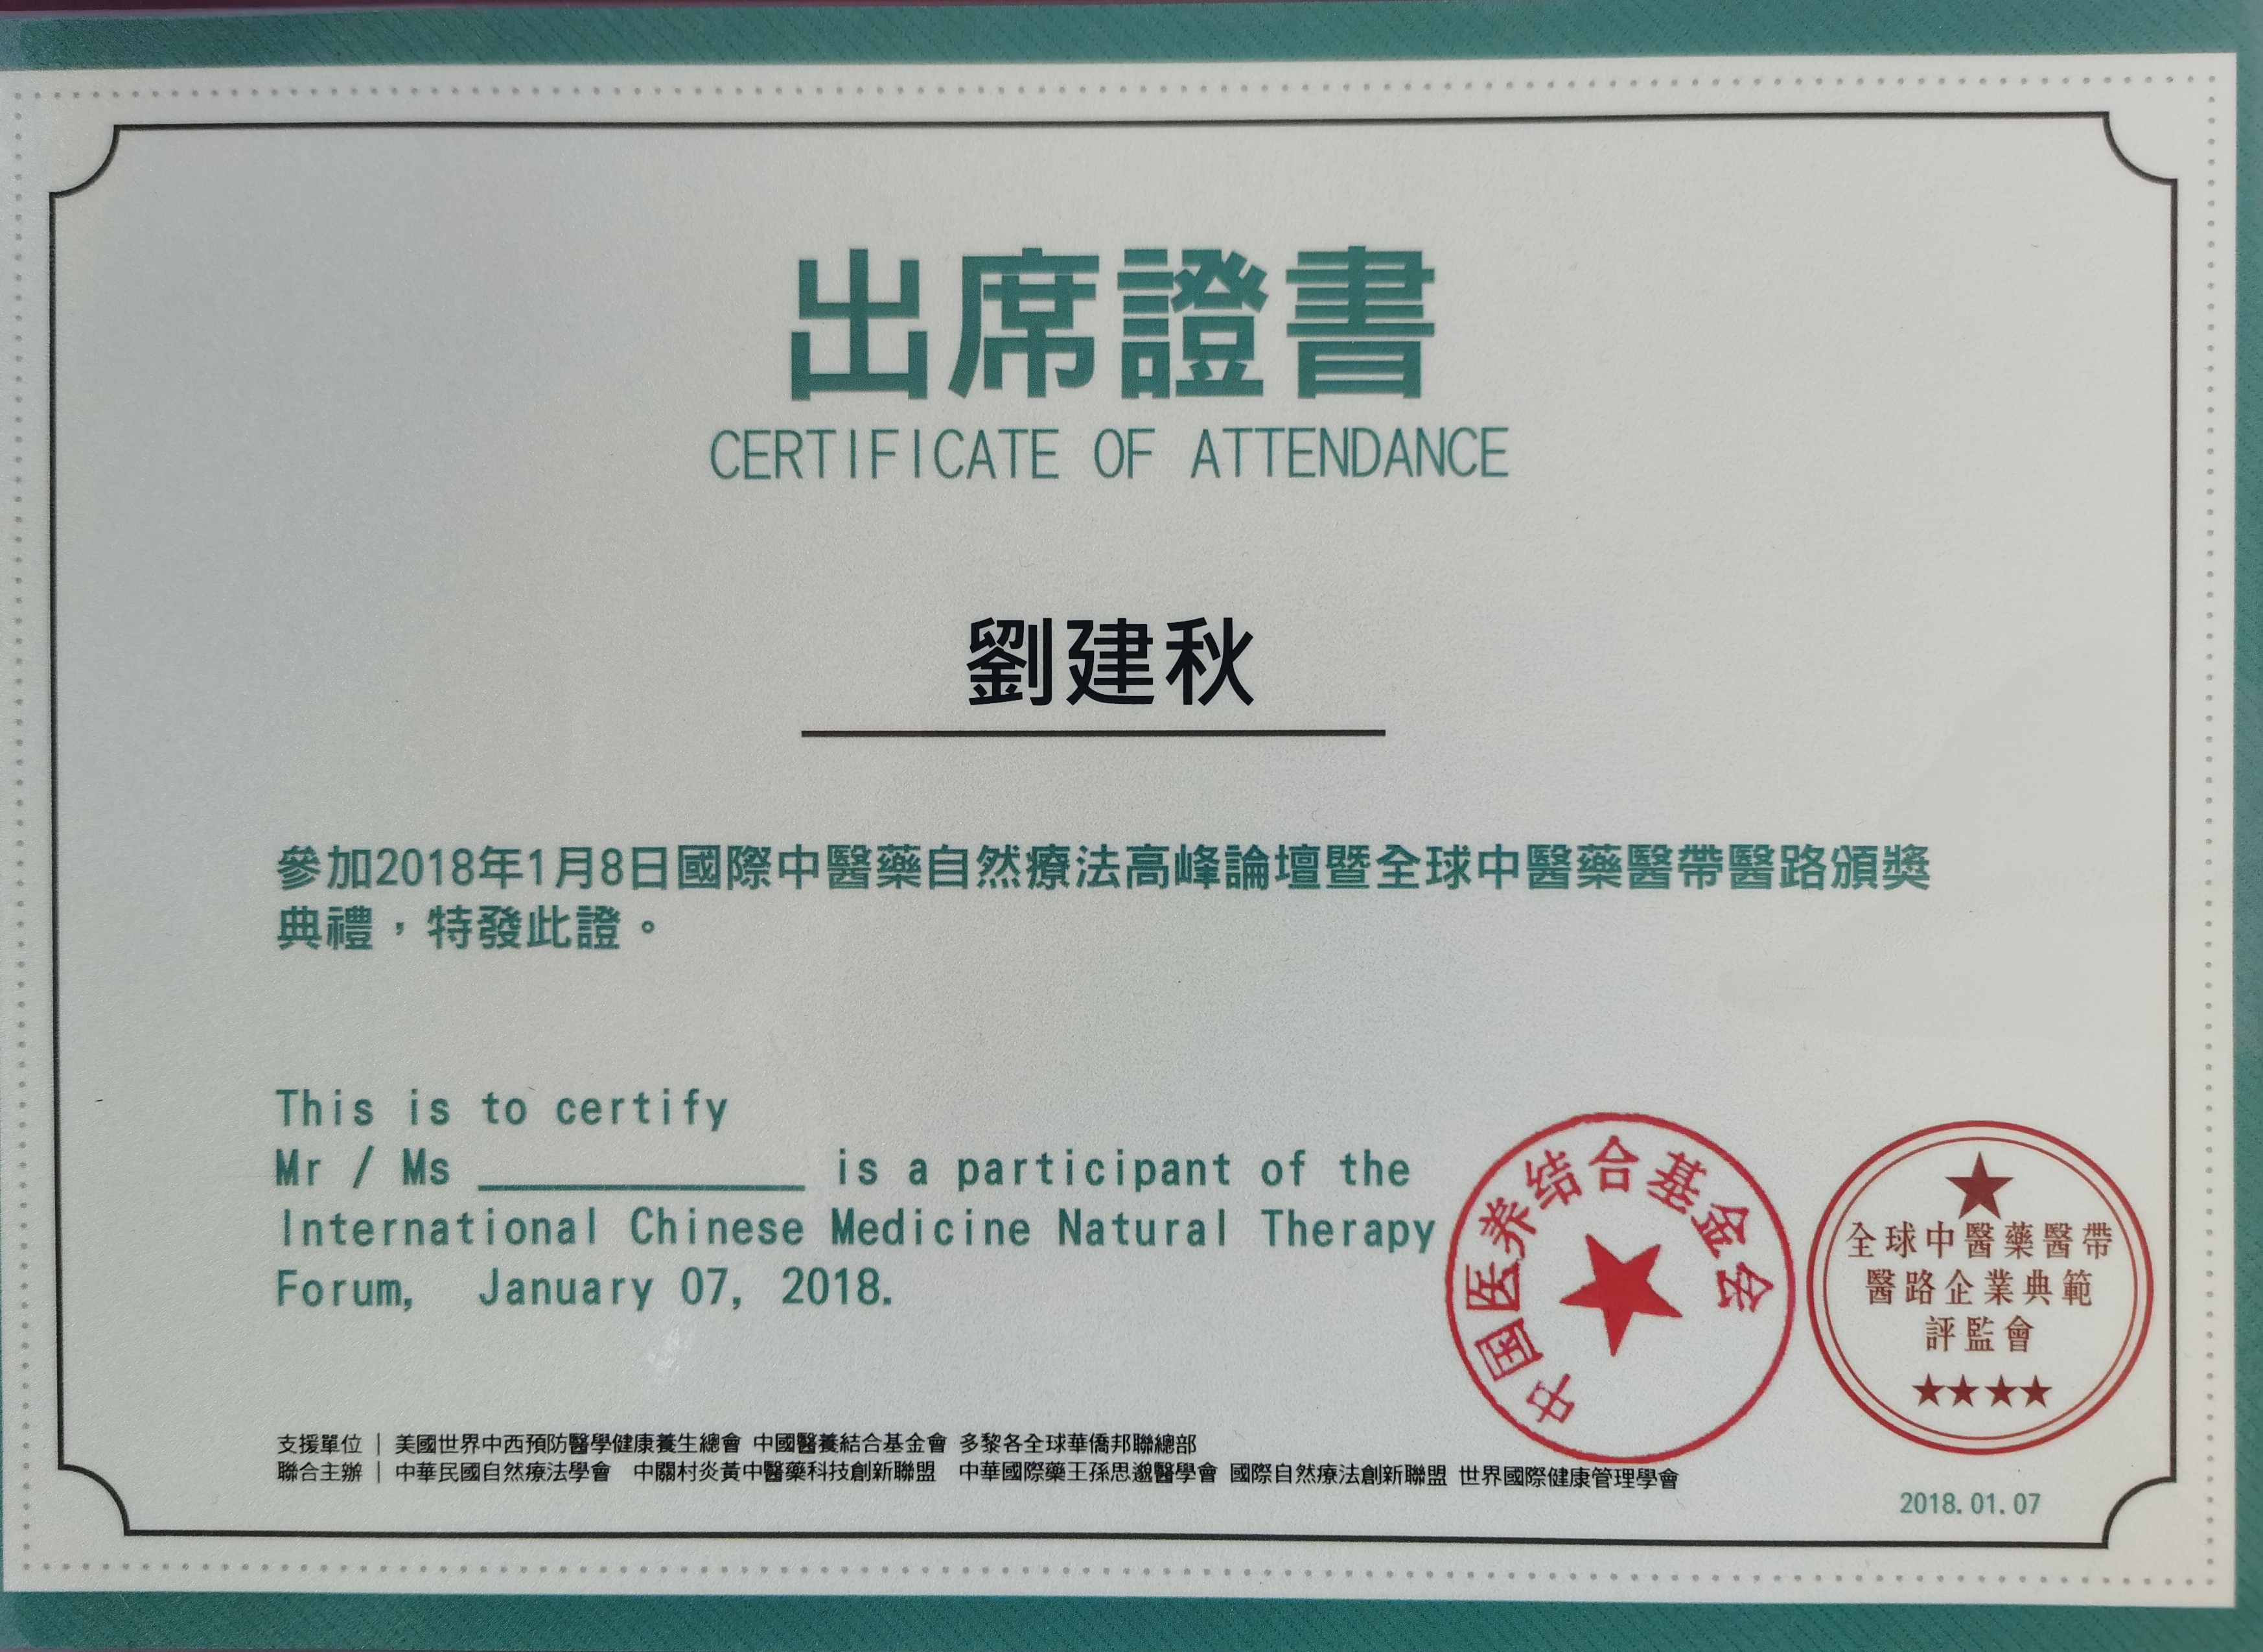 出席證書
CERTIFICATE OF ATTENDANCE
劉建秋
參加2018年1月8日國際中醫藥自然療法高峰論壇暨全球中醫藥醫帶醫路頒獎
典禮，特發此證。
This is to certify
Mr / Ms ____________ is a participant of the
International Chinese Medicine Natural Therapy
Forum, January 07, 2018.
中国医养结合基金会
全球中醫藥醫帶
醫路企業典範
評監會
支援單位｜美國世界中西預防醫學健康養生總會 中國醫養結合基金會 多黎各全球華僑邦聯總部
聯合主辦｜中華民國自然療法學會 中關村炎黃中醫藥科技創新聯盟 中華國際藥王孫思邈醫學會 國際自然療法創新聯盟 世界國際健康管理學會
2018.01.07